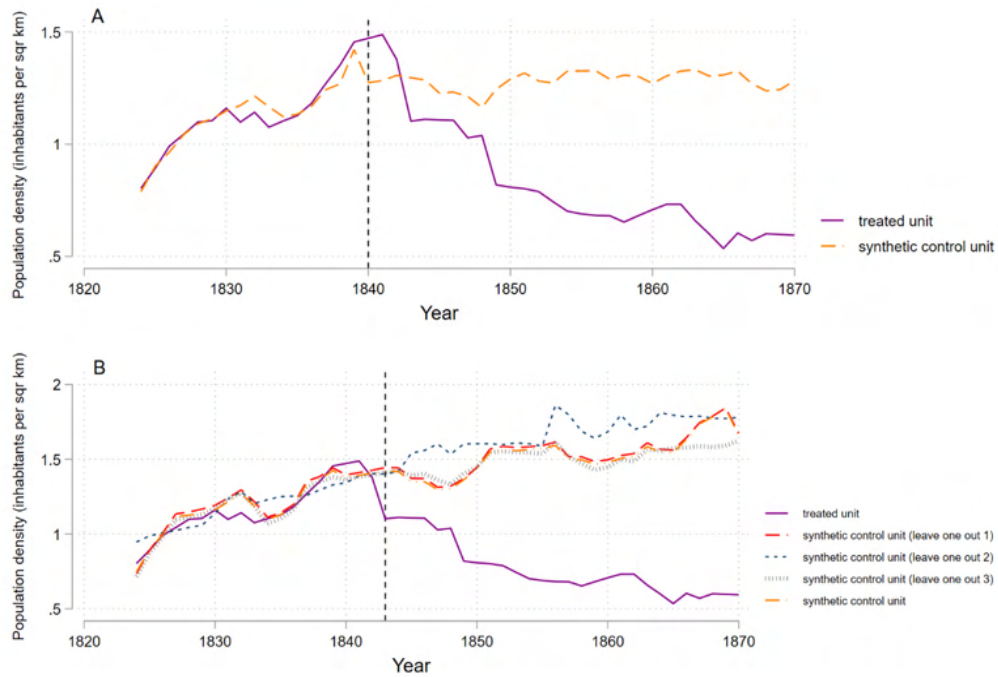 A
Population density (inhabitants per sqr km)
1.5
1
.5
1820
1830
1840
1850
1860
1870
Year
treated unit
synthetic control unit
B
Population density (inhabitants per sqr km)
2
1.5
1
.5
1820
1830
1840
1850
1860
1870
Year
treated unit
synthetic control unit (leave one out 1)
synthetic control unit (leave one out 2)
synthetic control unit (leave one out 3)
synthetic control unit